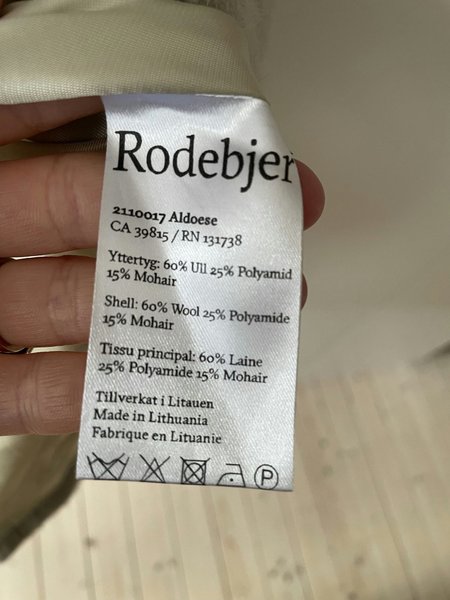 Rodebjer
2110017 Aldoese
CA 39815 / RN 131738
Yttertyg: 60% Ull 25% Polyamid
15% Mohair
Shell: 60% Wool 25% Polyamide
15% Mohair
Tissu principal: 60% Laine
25% Polyamide 15% Mohair
Tillverkat i Litauen
Made in Lithuania
Fabrique en Lituanie
P